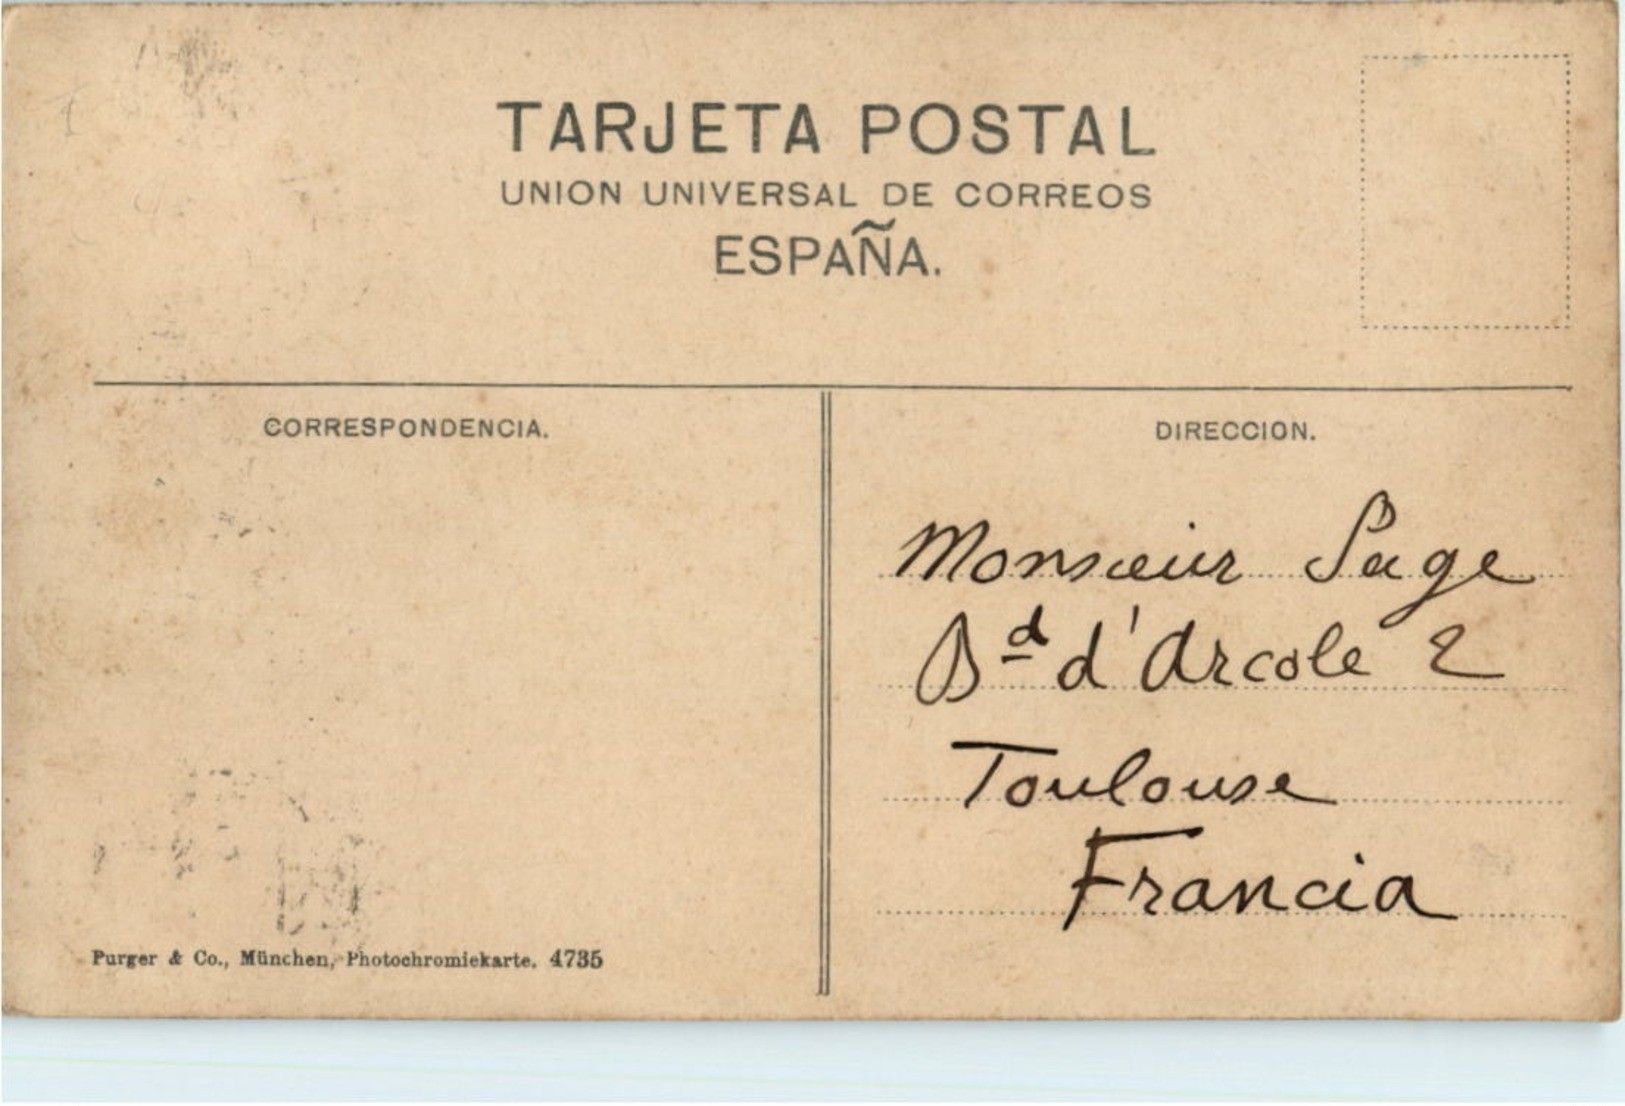 TARJETA POSTAL
UNION UNIVERSAL DE CORREOS
ESPAÑA.
CORRESPONDENCIA.
DIRECCION.
Monsieur Page
Bd d'Arcole 2
Toulouse
Francia
Purger & Co., München, Photochromiekarte. 4735